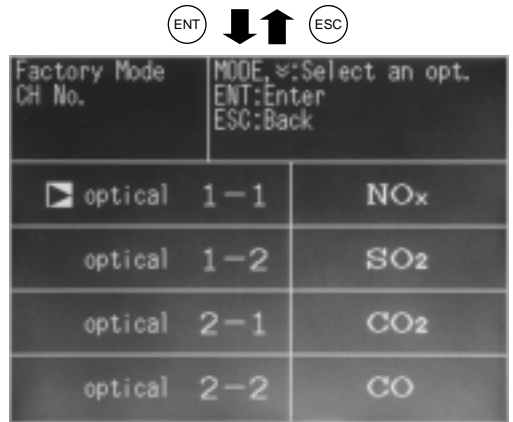 ENT ESC
Factory Mode
CH No.
MODE,⌄:Select an opt.
ENT:Enter
ESC:Back
optical 1-1 NOx
optical 1-2 SO2
optical 2-1 CO2
optical 2-2 CO